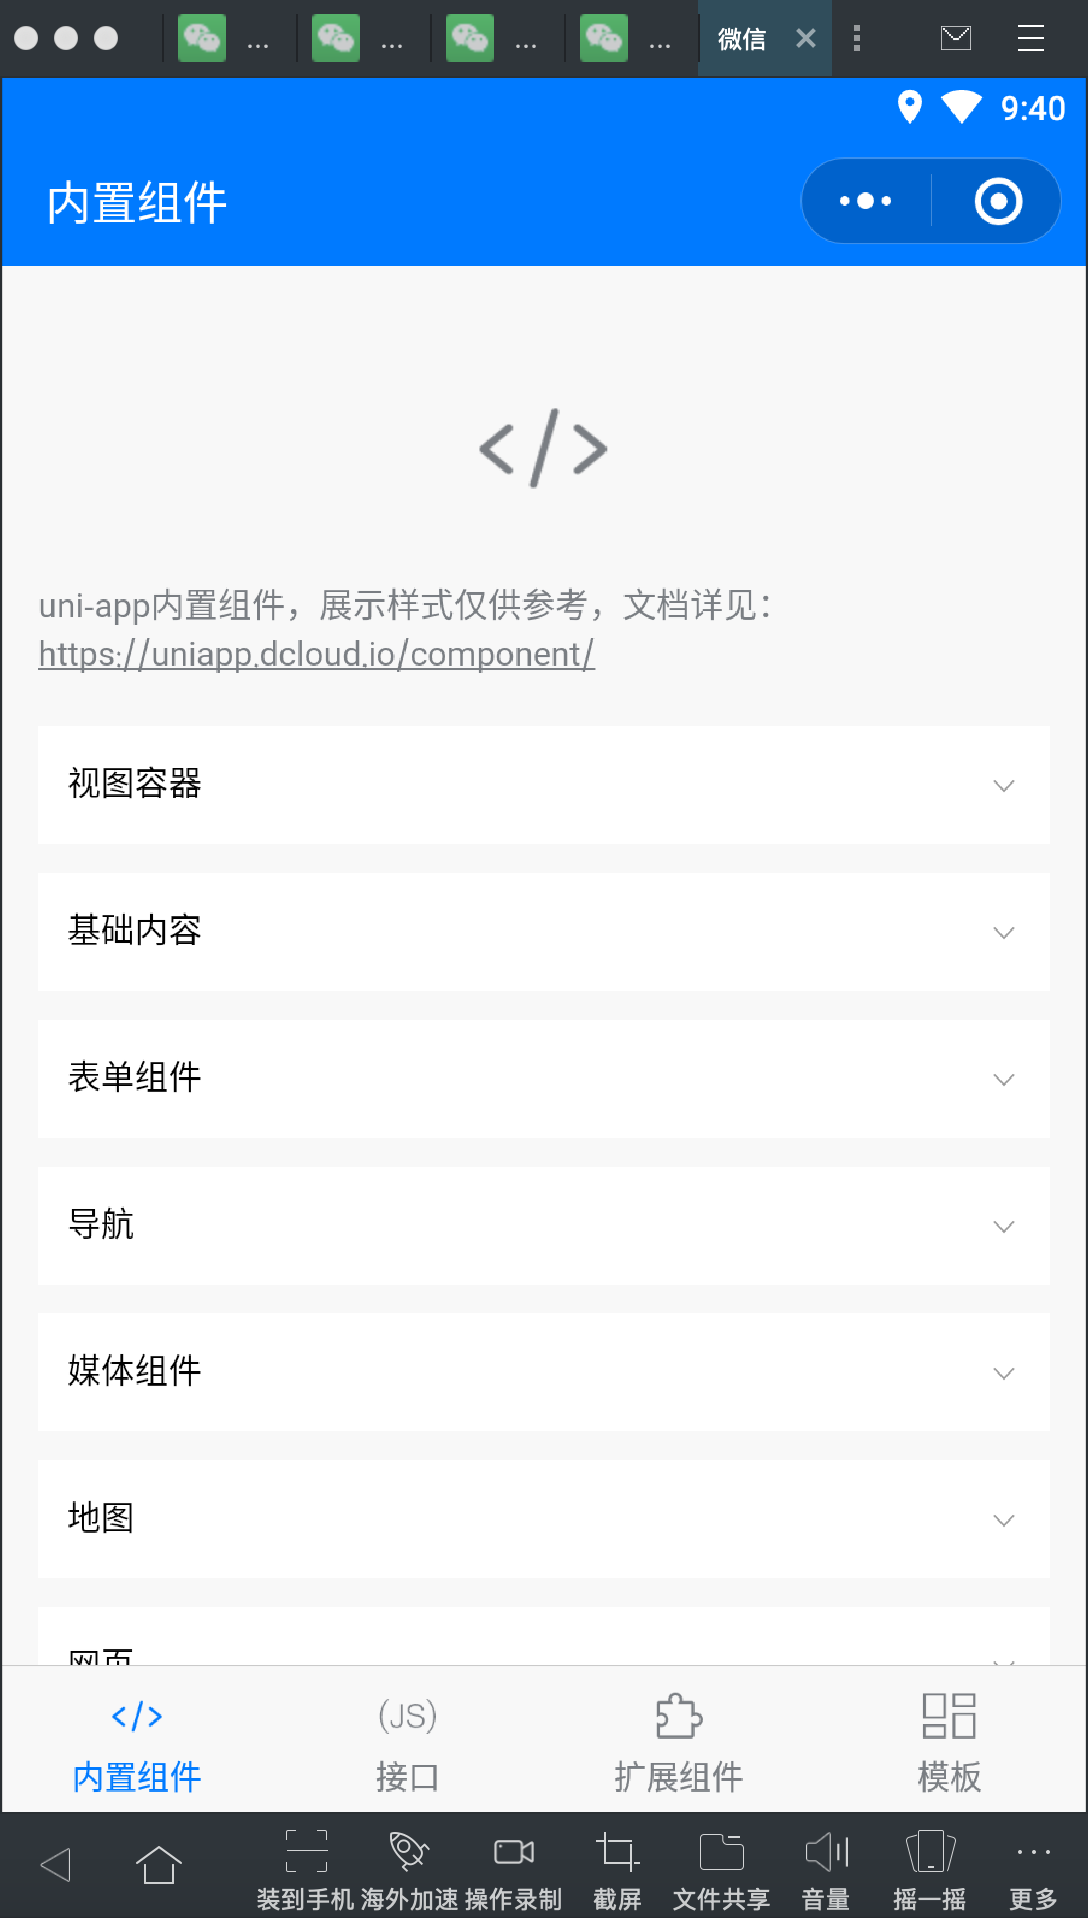 ... ... ... ... 微信
9:40
内置组件
</>
uni-app内置组件，展示样式仅供参考，文档详见：
https://uniapp.dcloud.io/component/
视图容器
基础内容
表单组件
导航
媒体组件
地图
网页
</> (JS)
内置组件 接口 扩展组件 模板
装到手机 海外加速 操作录制 截屏 文件共享 音量 摇一摇 更多